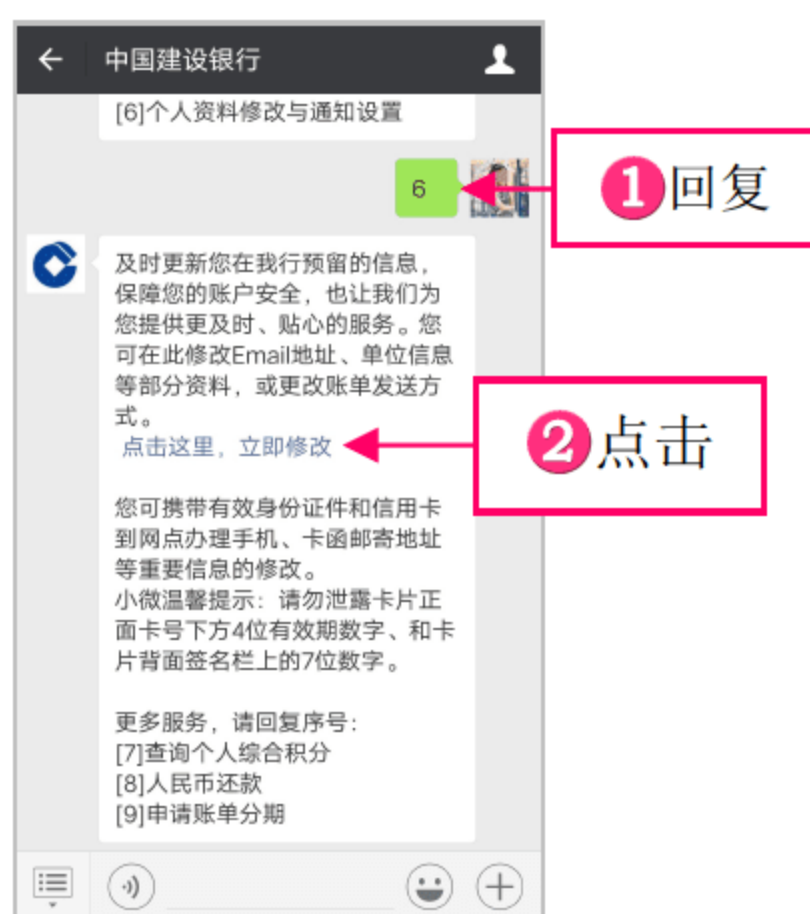 中国建设银行
[6]个人资料修改与通知设置
6
❶回复
及时更新您在我行预留的信息，
保障您的账户安全，也让我们为
您提供更及时、贴心的服务。您
可在此修改Email地址、单位信息
等部分资料，或更改账单发送方
式。
点击这里，立即修改
❷点击
您可携带有效身份证件和信用卡
到网点办理手机、卡函邮寄地址
等重要信息的修改。
小微温馨提示：请勿泄露卡片正
面卡号下方4位有效期数字、和卡
片背面签名栏上的7位数字。
更多服务，请回复序号：
[7]查询个人综合积分
[8]人民币还款
[9]申请账单分期